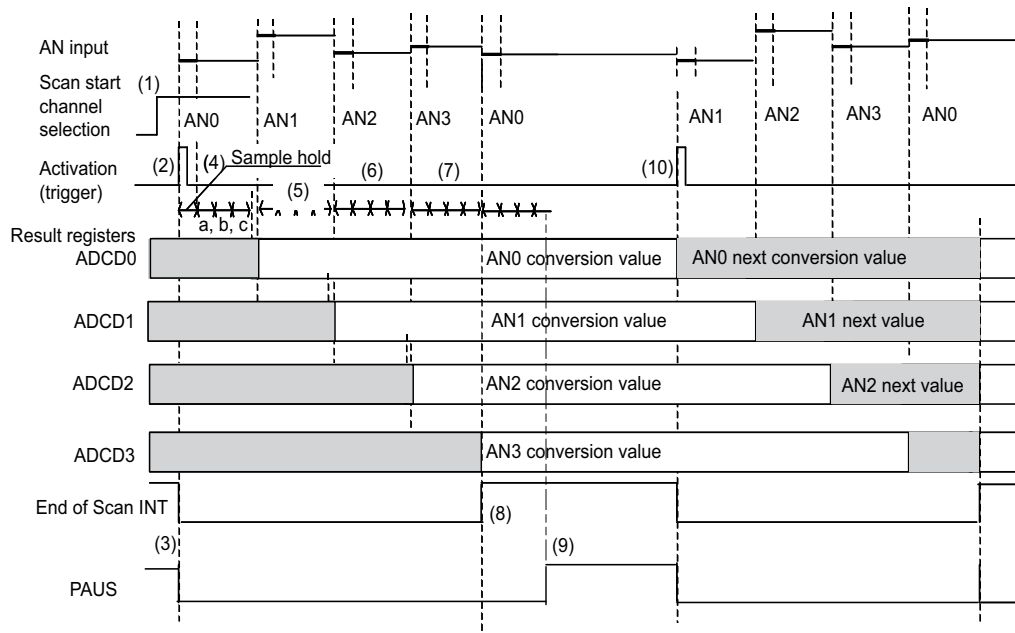 AN input
Scan start channel selection
(1)
AN0 AN1 AN2 AN3 AN0 AN1 AN2 AN3 AN0
Activation (trigger)
(2) (4) Sample hold (5) (6) (7) (10)
a, b, c
Result registers
ADCD0 AN0 conversion value AN0 next conversion value
ADCD1 AN1 conversion value AN1 next value
ADCD2 AN2 conversion value AN2 next value
ADCD3 AN3 conversion value
End of Scan INT (8)
(3) (9)
PAUS